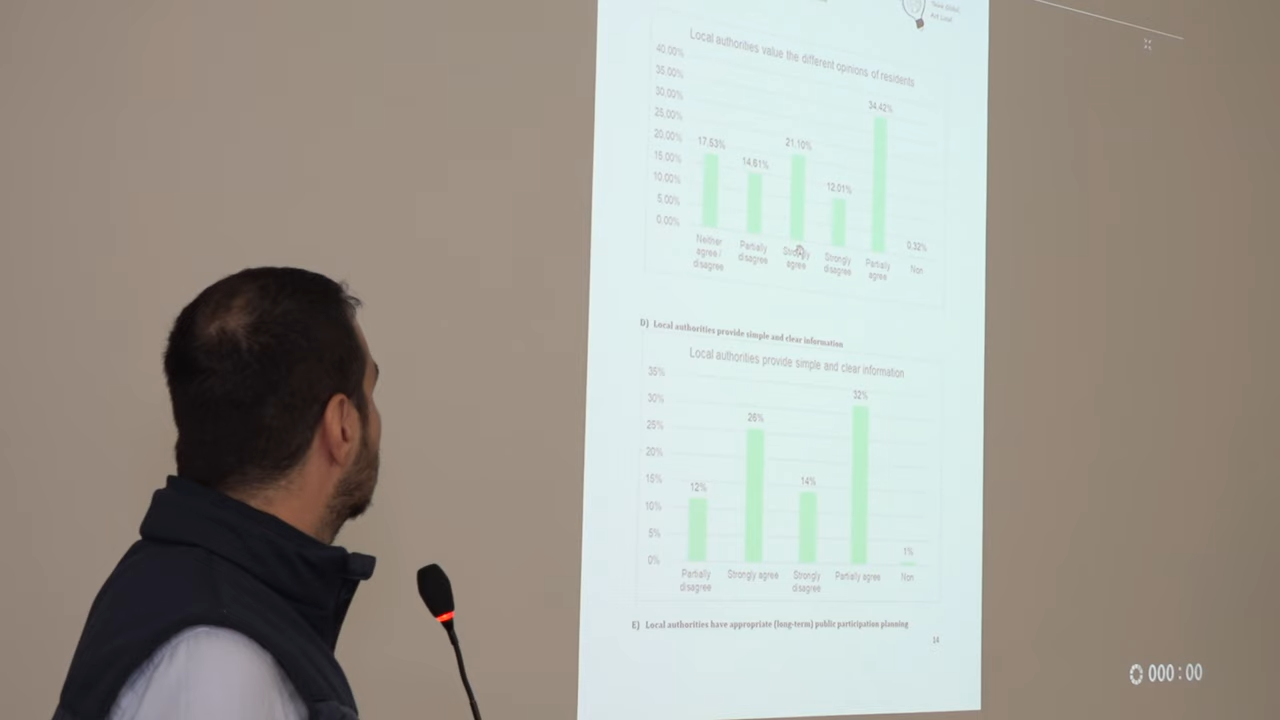 Think Global,
Act Local
Local authorities value the different opinions of residents
40.00%
35.00%
30.00%
25.00%
20.00%
15.00%
10.00%
5.00%
0.00%
17.53%
14.61%
21.10%
12.01%
34.42%
0.32%
Neither agree / disagree
Partially disagree
Strongly agree
Strongly disagree
Partially agree
Non
D) Local authorities provide simple and clear information
Local authorities provide simple and clear information
35%
30%
25%
20%
15%
10%
5%
0%
12%
26%
14%
32%
1%
Partially disagree
Strongly agree
Strongly disagree
Partially agree
Non
E) Local authorities have appropriate (long-term) public participation planning
14
000:00